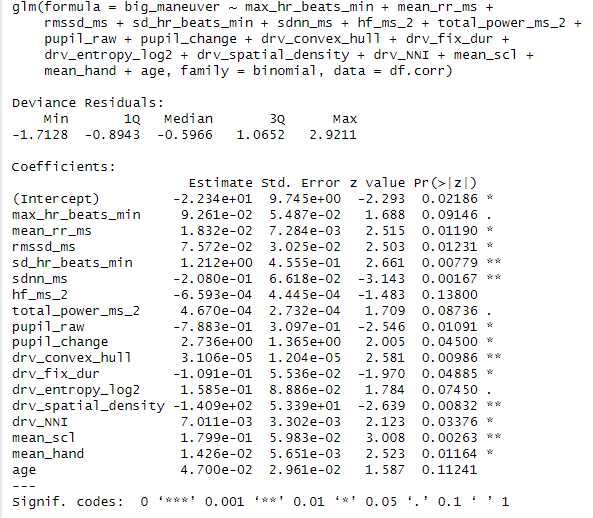 glm(formula = big_maneuver ~ max_hr_beats_min + mean_rr_ms +
    rmssd_ms + sd_hr_beats_min + sdnn_ms + hf_ms_2 + total_power_ms_2 +
    pupil_raw + pupil_change + drv_convex_hull + drv_fix_dur +
    drv_entropy_log2 + drv_spatial_density + drv_NNI + mean_scl +
    mean_hand + age, family = binomial, data = df.corr)

Deviance Residuals:
    Min       1Q   Median       3Q      Max
-1.7128  -0.8943  -0.5966   1.0652   2.9211

Coefficients:
                      Estimate Std. Error z value Pr(>|z|)
(Intercept)         -2.234e+01  9.745e+00  -2.293  0.02186 *
max_hr_beats_min     9.261e-02  5.487e-02   1.688  0.09146 .
mean_rr_ms           1.832e-02  7.284e-03   2.515  0.01190 *
rmssd_ms             7.572e-02  3.025e-02   2.503  0.01231 *
sd_hr_beats_min      1.212e+00  4.555e-01   2.661  0.00779 **
sdnn_ms             -2.080e-01  6.618e-02  -3.143  0.00167 **
hf_ms_2             -6.593e-04  4.445e-04  -1.483  0.13800
total_power_ms_2     4.670e-04  2.732e-04   1.709  0.08736 .
pupil_raw           -7.883e-01  3.097e-01  -2.546  0.01091 *
pupil_change         2.736e+00  1.365e+00   2.005  0.04500 *
drv_convex_hull      3.106e-05  1.204e-05   2.581  0.00986 **
drv_fix_dur         -1.091e-01  5.536e-02  -1.970  0.04885 *
drv_entropy_log2     1.585e-01  8.886e-02   1.784  0.07450 .
drv_spatial_density -1.409e+02  5.339e+01  -2.639  0.00832 **
drv_NNI              7.011e-03  3.302e-03   2.123  0.03376 *
mean_scl             1.799e-01  5.983e-02   3.008  0.00263 **
mean_hand            1.426e-02  5.651e-03   2.523  0.01164 *
age                  4.700e-02  2.961e-02   1.587  0.11241
---
Signif. codes:  0 ‘***’ 0.001 ‘**’ 0.01 ‘*’ 0.05 ‘.’ 0.1 ‘ ’ 1